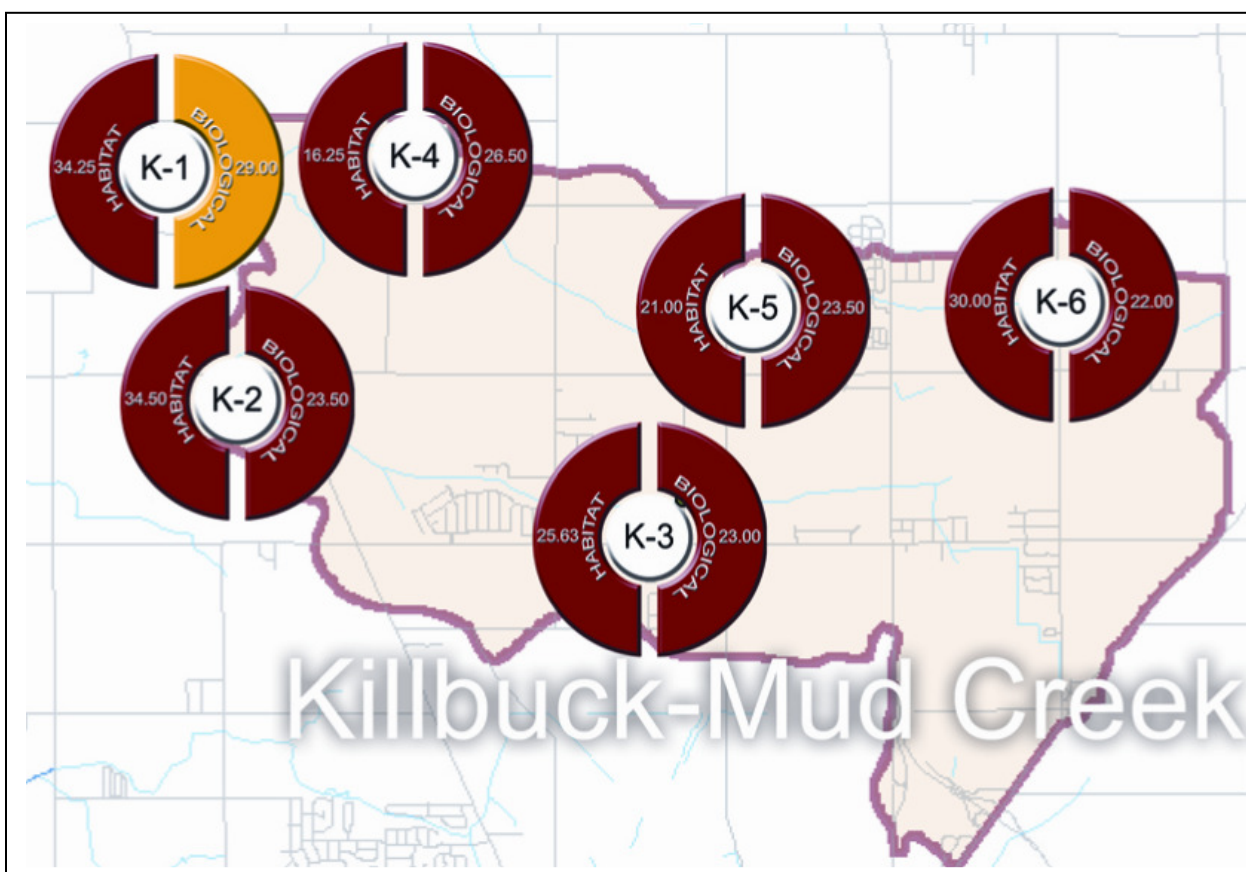 34.25
HABITAT
K-1
BIOLOGICAL
29.00
16.25
HABITAT
K-4
BIOLOGICAL
26.50
21.00
HABITAT
K-5
BIOLOGICAL
23.50
30.00
HABITAT
K-6
BIOLOGICAL
22.00
34.50
HABITAT
K-2
BIOLOGICAL
23.50
25.63
HABITAT
K-3
BIOLOGICAL
23.00
Killbuck-Mud Creek